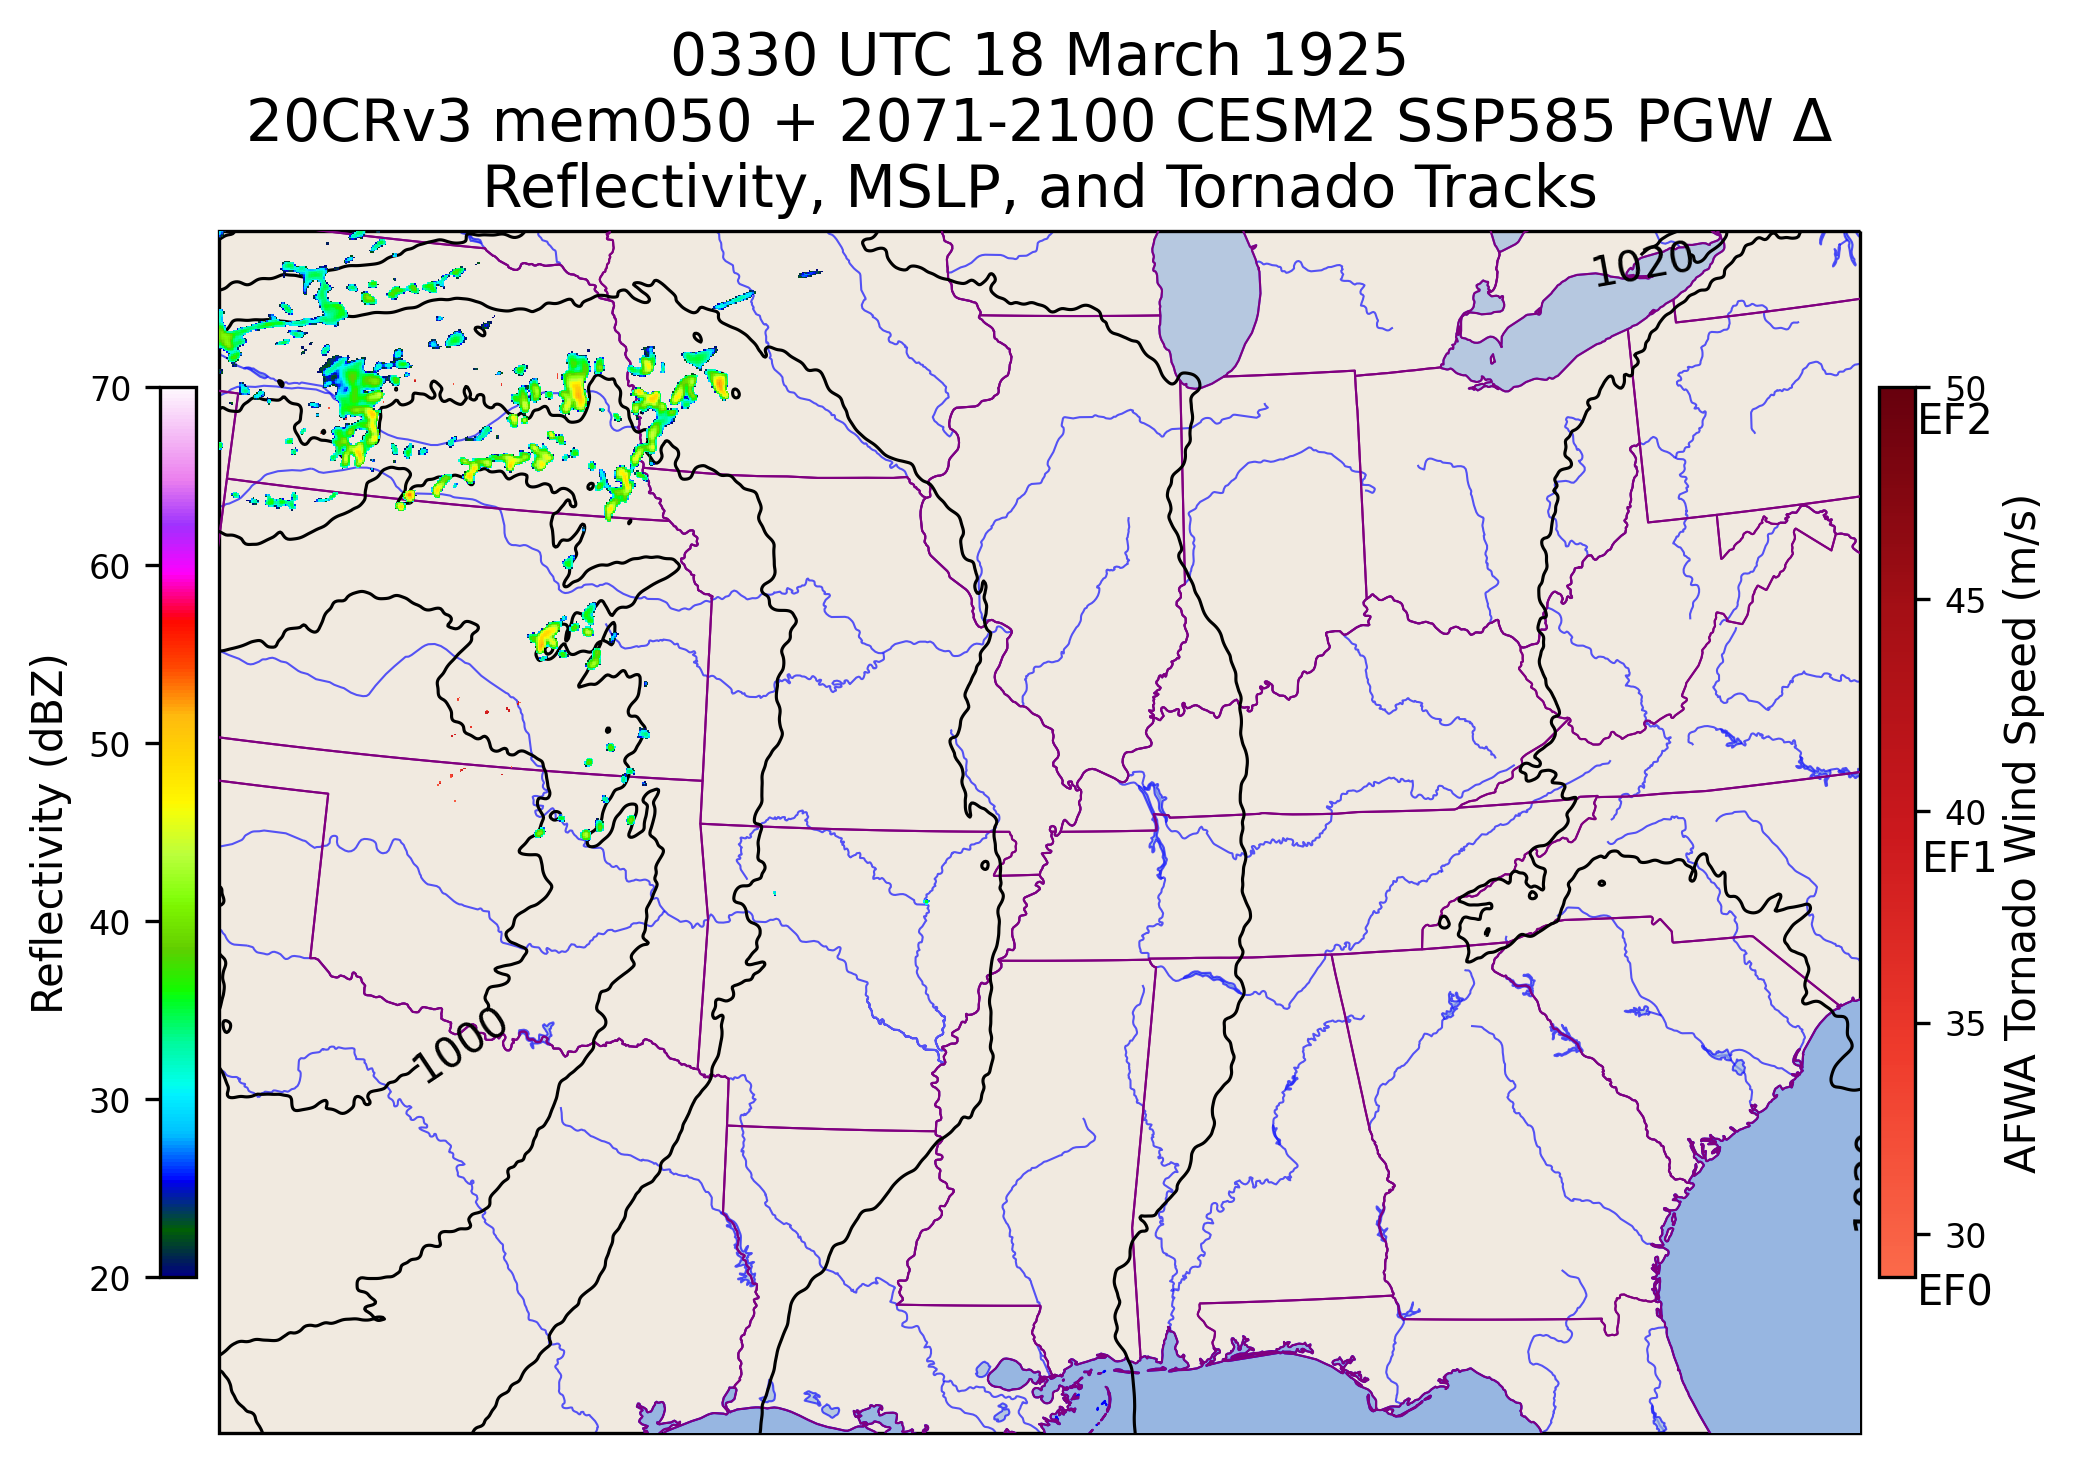 0330 UTC 18 March 1925
20CRv3 mem050 + 2071-2100 CESM2 SSP585 PGW Δ
Reflectivity, MSLP, and Tornado Tracks
1020
70
60
50
40
30
20
Reflectivity (dBZ)
1000
50
EF2
45
40
EF1
35
30
EF0
AFWA Tornado Wind Speed (m/s)